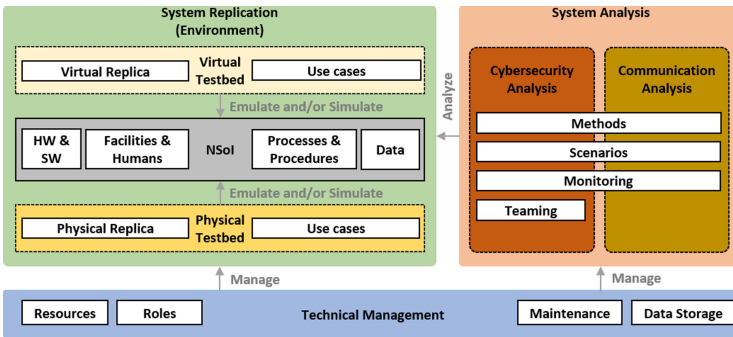 System Replication
(Environment)
Virtual Replica
Virtual
Testbed
Use cases
Emulate and/or Simulate
HW &
SW
Facilities &
Humans
NSoI
Processes &
Procedures
Data
Emulate and/or Simulate
Physical Replica
Physical
Testbed
Use cases
Analyze
System Analysis
Cybersecurity
Analysis
Communication
Analysis
Methods
Scenarios
Monitoring
Teaming
Manage
Manage
Resources
Roles
Technical Management
Maintenance
Data Storage